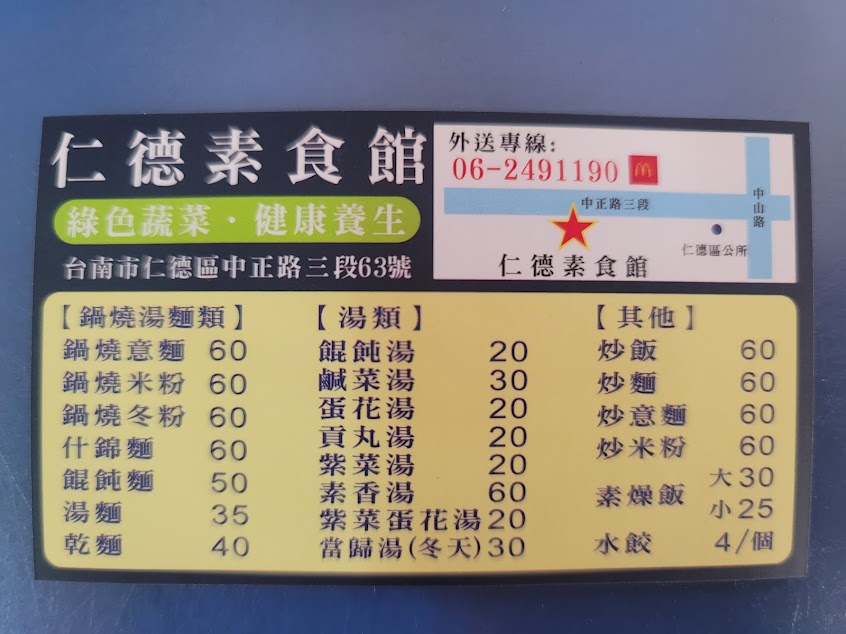 仁德素食館
綠色蔬菜·健康養生
台南市仁德區中正路三段63號
外送專線:
06-2491190
中正路三段
中山路
仁德區公所
仁德素食館
【鍋燒湯麵類】
鍋燒意麵 60
鍋燒米粉 60
鍋燒冬粉 60
什錦麵 60
餛飩麵 50
湯麵 35
乾麵 40
【湯類】
餛飩湯 20
鹹菜湯 30
蛋花湯 20
貢丸湯 20
紫菜湯 20
素香湯 60
紫菜蛋花湯 20
當歸湯(冬天) 30
【其他】
炒飯 60
炒麵 60
炒意麵 60
炒米粉 60
素燥飯 大30
小25
水餃 4/個